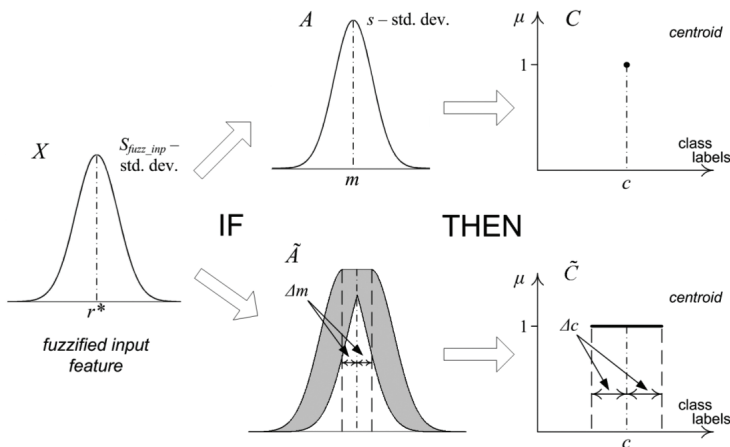 A
s – std. dev.
m
μ
C
centroid
1
class
labels
c
X
S_fuzz_inp –
std. dev.
r*
fuzzified input
feature
IF
THEN
Ã
Δm
μ
C̃
centroid
1
Δc
class
labels
c